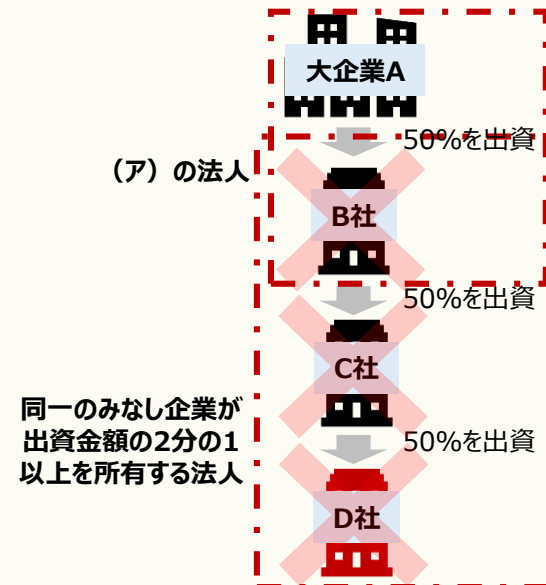 大企業A
50%を出資
（ア）の法人
B社
50%を出資
C社
同一のみなし企業が
出資金額の2分の1
以上を所有する法人
50%を出資
D社